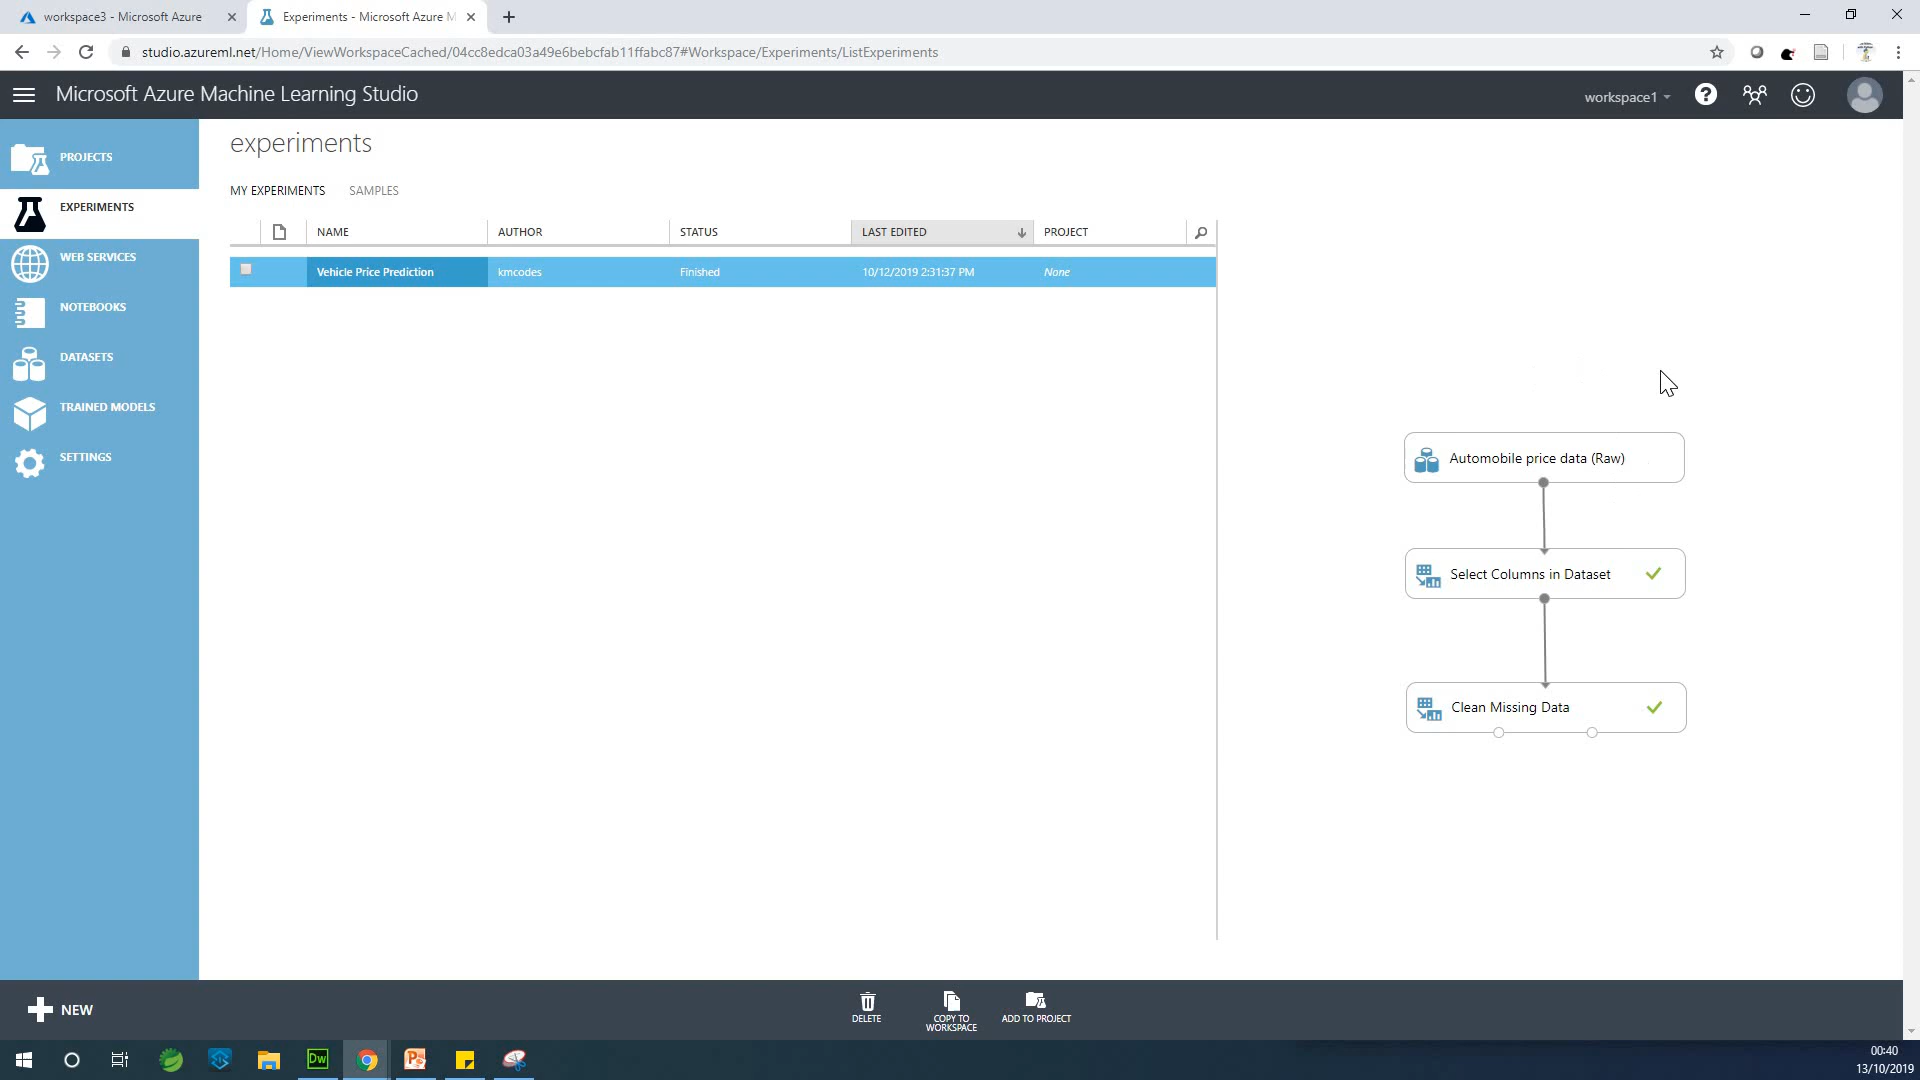 workspace3 - Microsoft Azure
Experiments - Microsoft Azure M
studio.azureml.net/Home/ViewWorkspaceCached/04cc8edca03a49e6bebcfab11ffabc87#Workspace/Experiments/ListExperiments
Microsoft Azure Machine Learning Studio
workspace1
?
PROJECTS
EXPERIMENTS
WEB SERVICES
NOTEBOOKS
DATASETS
TRAINED MODELS
SETTINGS
experiments
MY EXPERIMENTS SAMPLES
NAME AUTHOR STATUS LAST EDITED PROJECT
Vehicle Price Prediction kmcodes Finished 10/12/2019 2:31:37 PM None
Automobile price data (Raw)
Select Columns in Dataset
Clean Missing Data
NEW
DELETE
COPY TO
WORKSPACE
ADD TO PROJECT
Dw
00:40
13/10/2019